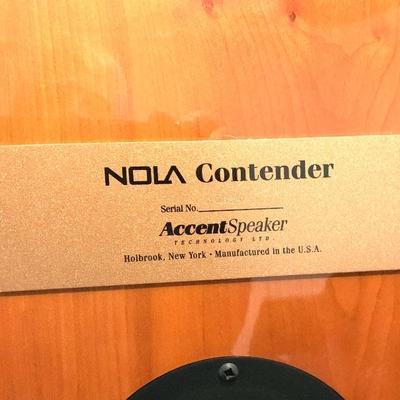 NOLA Contender
Serial No.
AccentSpeaker
TECHNOLOGY LTD.
Holbrook, New York • Manufactured in the U.S.A.